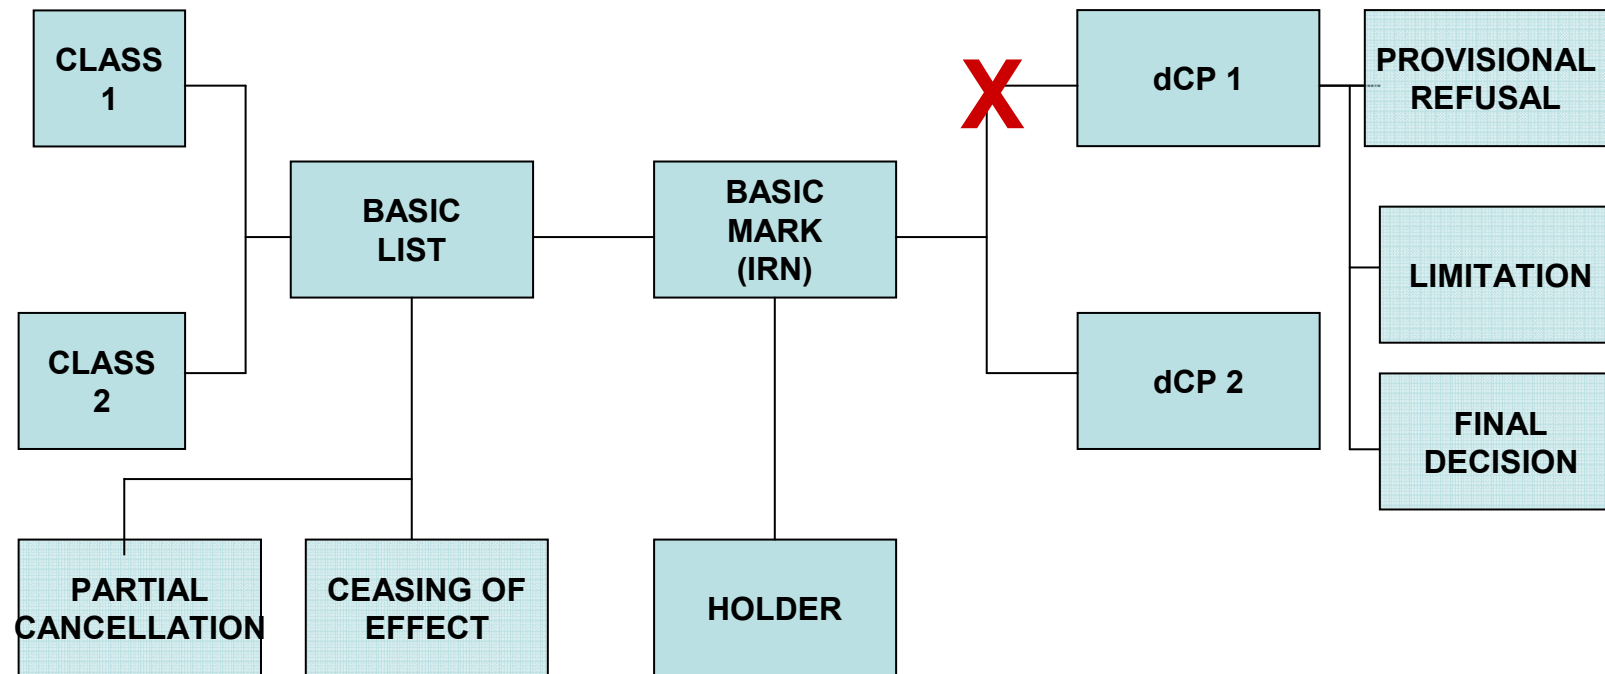 CLASS
1
X
dCP 1
PROVISIONAL
REFUSAL
BASIC
LIST
BASIC
MARK
(IRN)
LIMITATION
CLASS
2
dCP 2
FINAL
DECISION
PARTIAL
CANCELLATION
CEASING OF
EFFECT
HOLDER